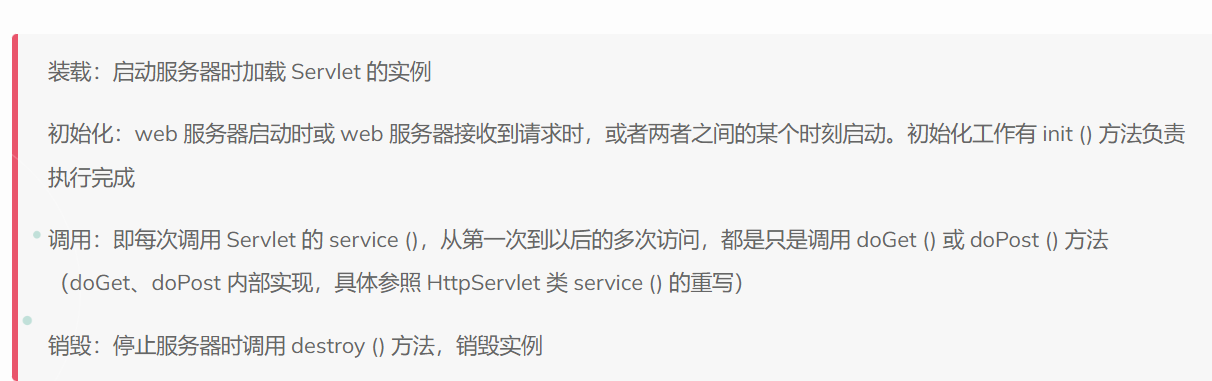 装载：启动服务器时加载 Servlet 的实例
初始化：web 服务器启动时或 web 服务器接收到请求时，或者两者之间的某个时刻启动。初始化工作有 init () 方法负责
执行完成
调用：即每次调用 Servlet 的 service ()，从第一次到以后的多次访问，都是只是调用 doGet () 或 doPost () 方法
（doGet、doPost 内部实现，具体参照 HttpServlet 类 service () 的重写）
销毁：停止服务器时调用 destroy () 方法，销毁实例